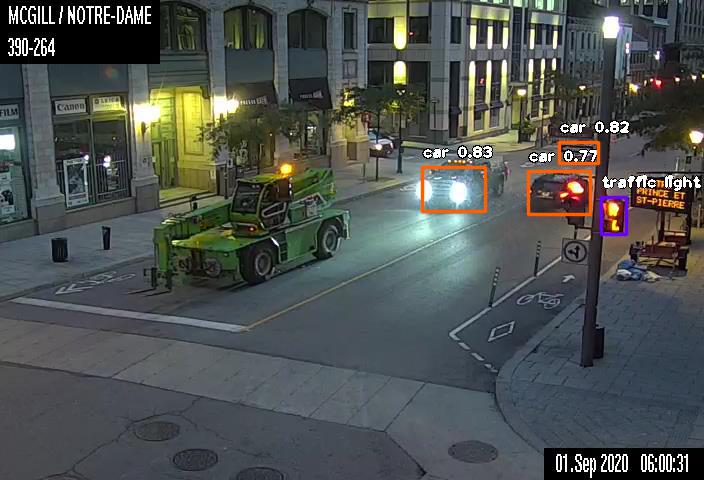 MCGILL / NOTRE-DAME
390-264
FILM
Canon
car 0.83
car 0.82
car 0.77
traffic light
PRINCE ET
ST-PIERRE
01.Sep 2020 06:00:31